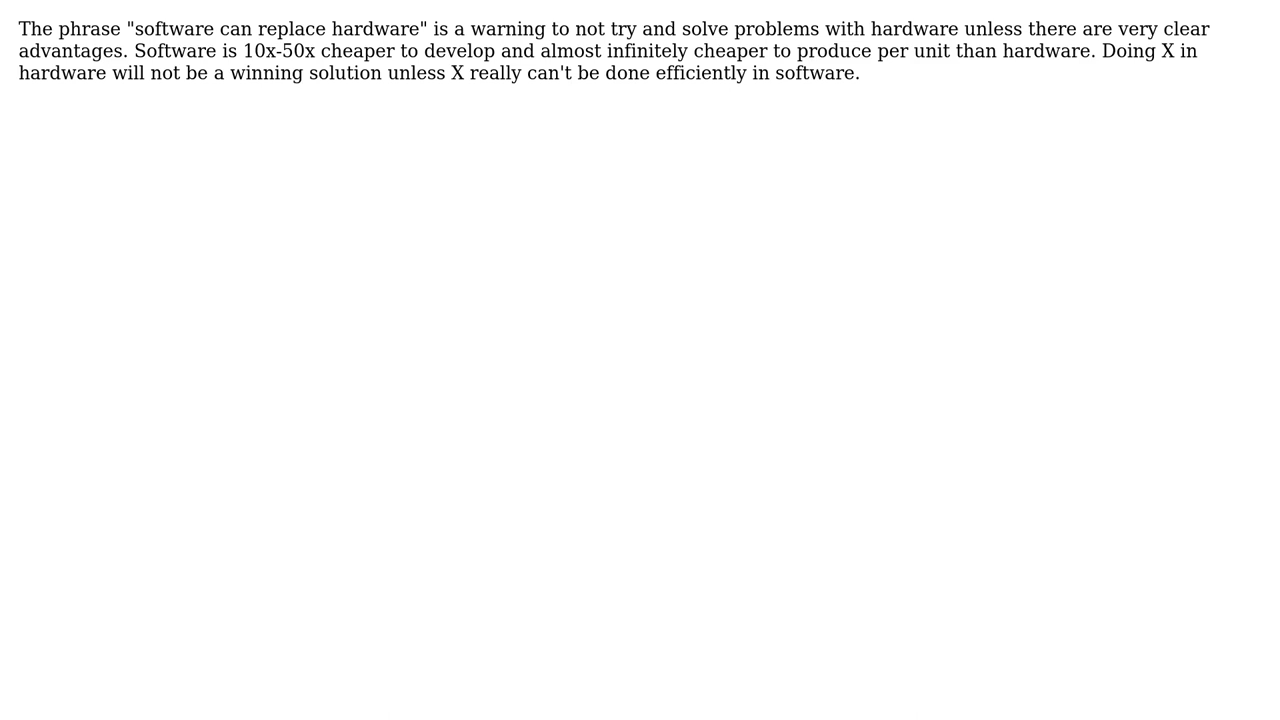 The phrase "software can replace hardware" is a warning to not try and solve problems with hardware unless there are very clear
advantages. Software is 10x-50x cheaper to develop and almost infinitely cheaper to produce per unit than hardware. Doing X in
hardware will not be a winning solution unless X really can't be done efficiently in software.